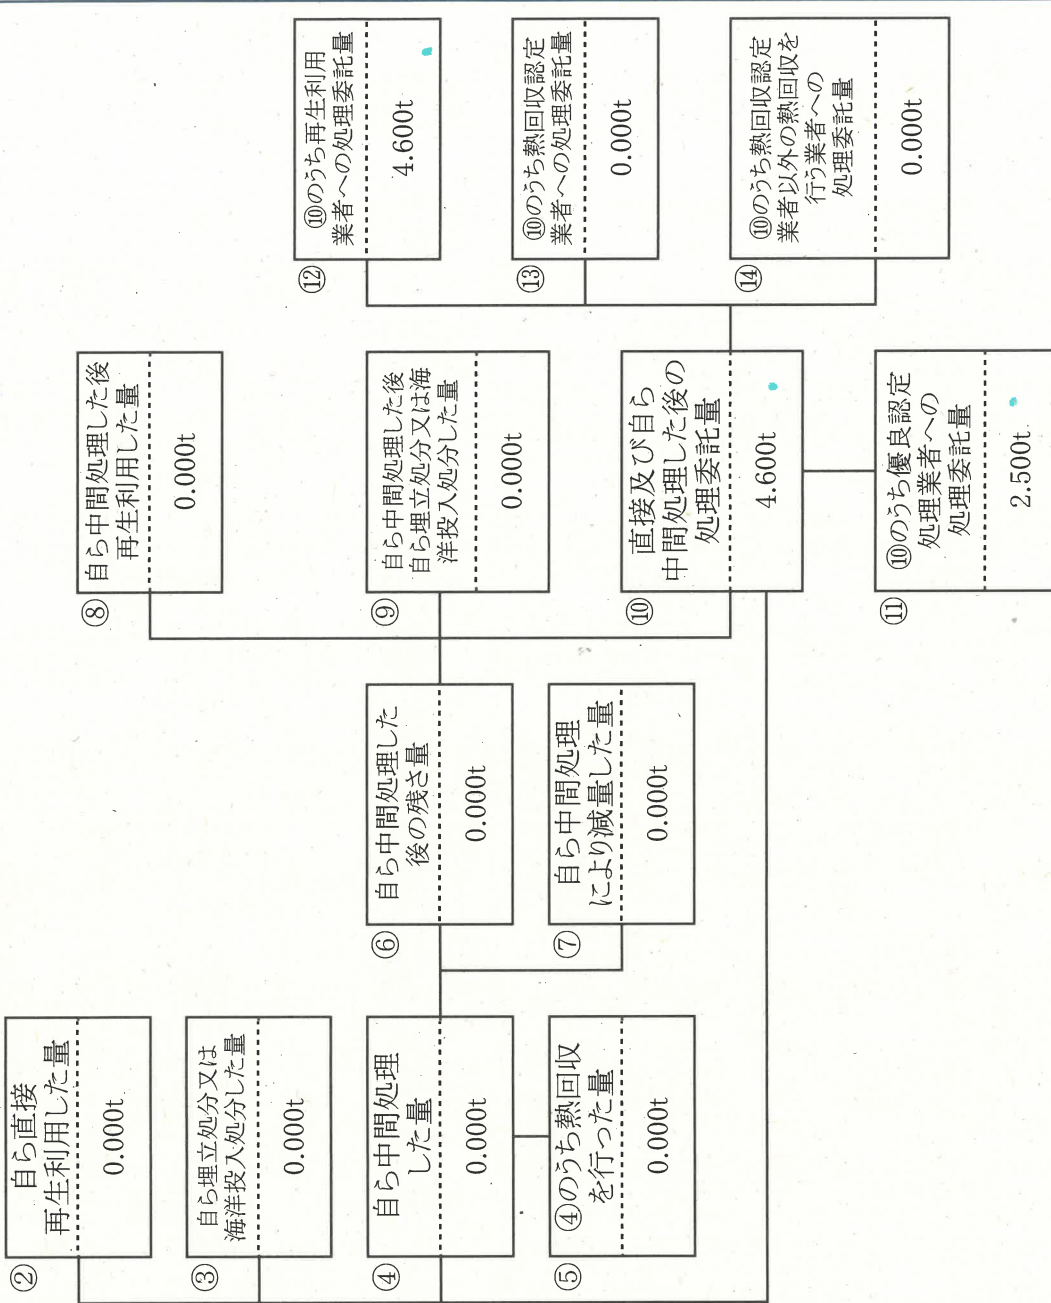 ②
自ら直接
再生利用した量
0.000t
③
自ら埋立処分又は
海洋投入処分した量
0.000t
④
自ら中間処理
した量
0.000t
⑤
④のうち熱回収
を行った量
0.000t
⑥
自ら中間処理した
後の残さ量
0.000t
⑦
自ら中間処理
により減量した量
0.000t
⑧
自ら中間処理した後
再生利用した量
0.000t
⑨
自ら中間処理した後
自ら埋立処分又は海
洋投入処分した量
0.000t
⑩
直接及び自ら
中間処理した後の
処理委託量
4.600t
⑪
⑩のうち優良認定
処理業者への
処理委託量
2.500t
⑫
⑩のうち再生利用
業者への処理委託量
4.600t
⑬
⑩のうち熱回収認定
業者への処理委託量
0.000t
⑭
⑩のうち熱回収認定
業者以外の熱回収を
行う業者への
処理委託量
0.000t